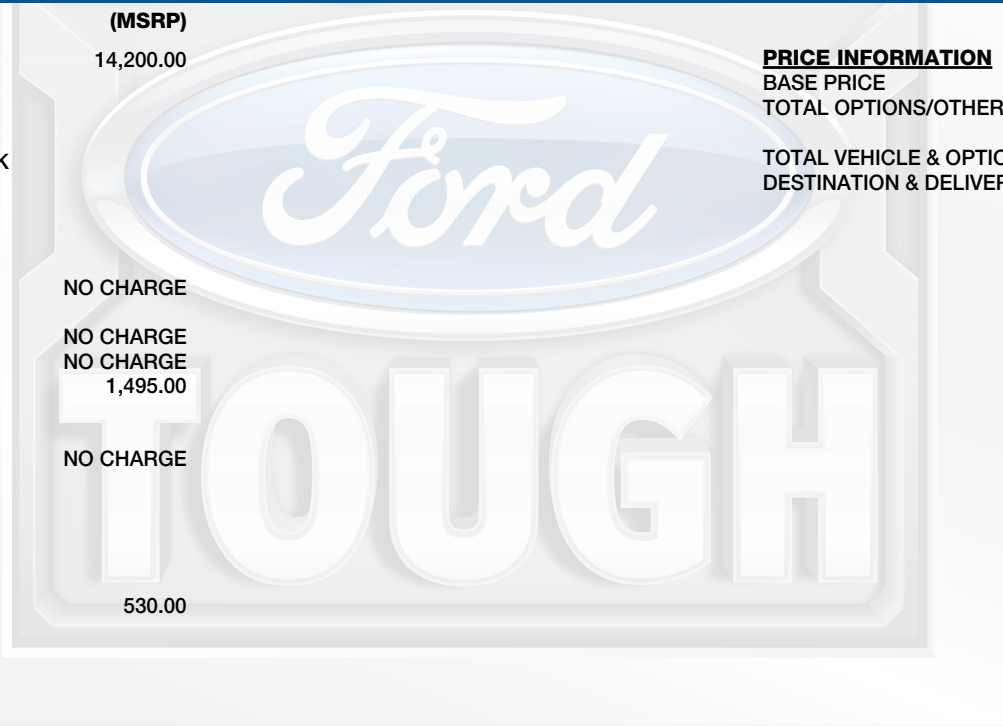 (MSRP)
14,200.00
K
NO CHARGE
NO CHARGE
NO CHARGE
1,495.00
NO CHARGE
530.00
PRICE INFORMATION
BASE PRICE
TOTAL OPTIONS/OTHER
TOTAL VEHICLE & OPTIO
DESTINATION & DELIVER
Ford
TOUGH